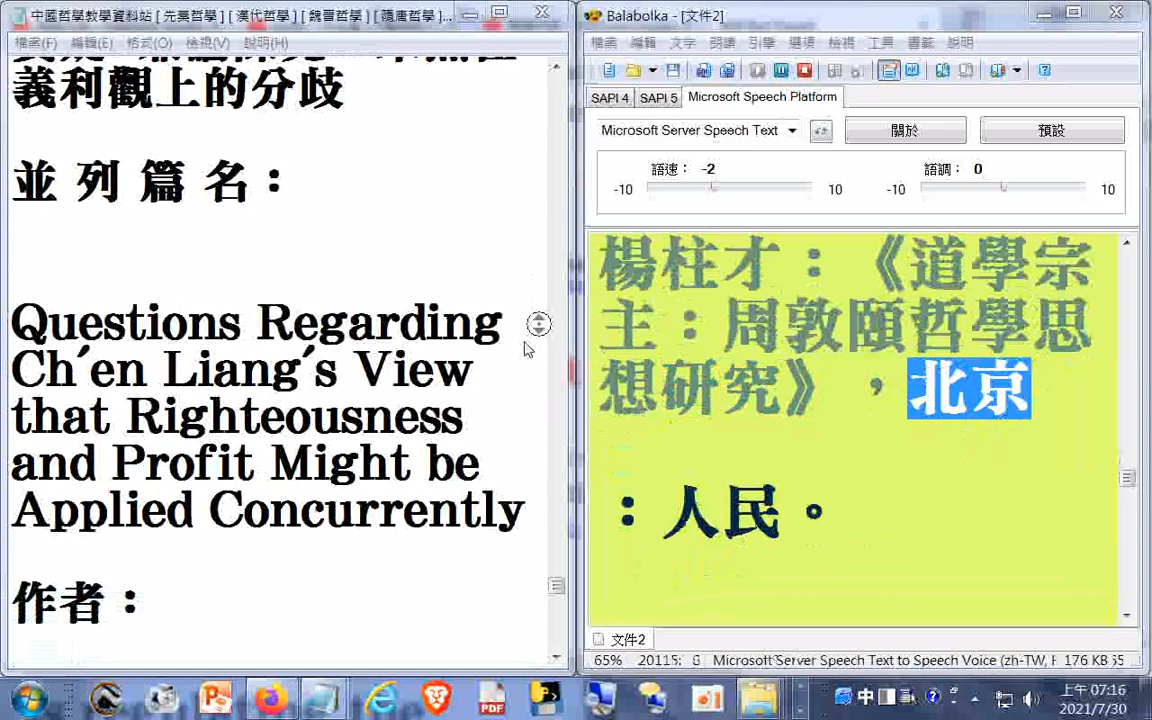 中國哲學教學資料站 [ 先秦哲學 ] [ 漢代哲學 ] [ 魏晉哲學 ] [ 隋唐哲學 ]...
檔案(F) 編輯(E) 格式(O) 檢視(V) 說明(H)
義利觀上的分歧
並 列 篇 名：
Questions Regarding
Ch′en Liang′s View
that Righteousness
and Profit Might be
Applied Concurrently
作者：
Balabolka - [文件2]
檔案 編輯 文字 朗讀 引擎 選項 檢視 工具 書籤 說明
SAPI 4 SAPI 5 Microsoft Speech Platform
Microsoft Server Speech Text 關於 預設
語速： -2 語調： 0
-10 10 -10 10
楊柱才：《道學宗
主：周敦頤哲學思
想研究》，北京
：人民。
文件2
65% 20115: Microsoft Server Speech Text to Speech Voice (zh-TW, 176 KB
中
PDF
上午 07:16
2021/7/30